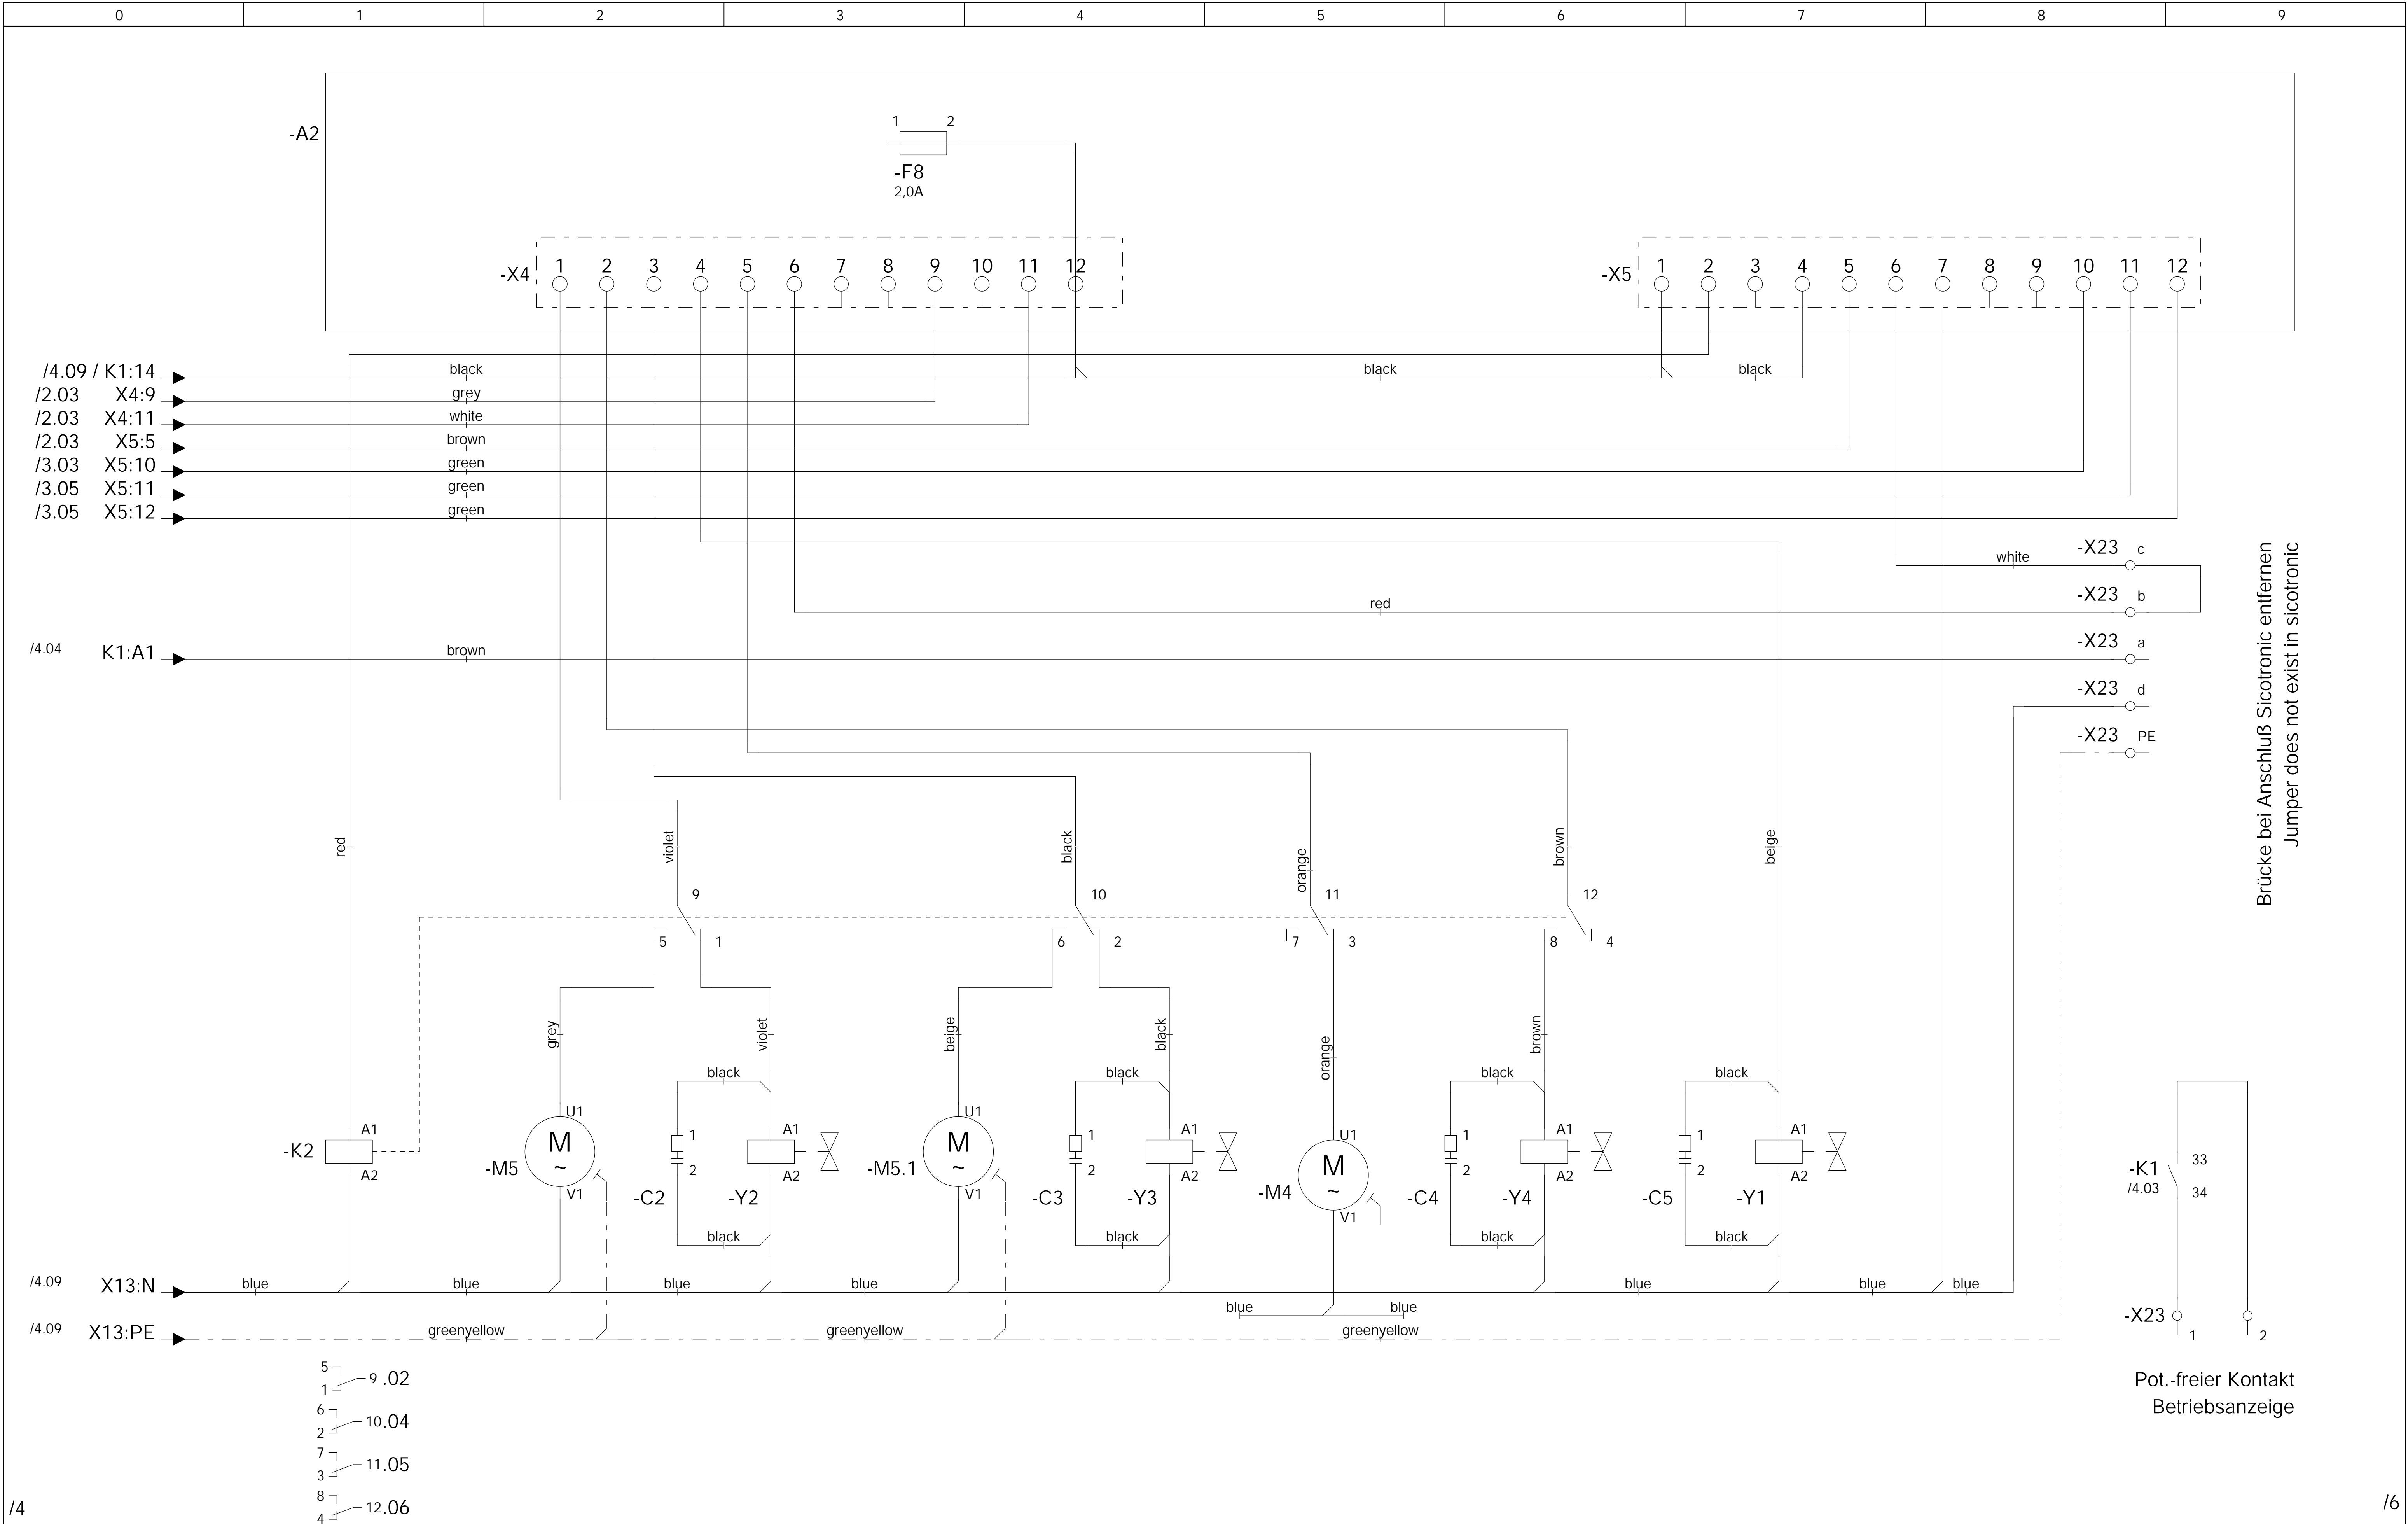 0 1 2 3 4 5 6 7 8 9
-A2
1 2
-F8
2,0A
-X4 1 2 3 4 5 6 7 8 9 10 11 12
-X5 1 2 3 4 5 6 7 8 9 10 11 12
/4.09 / K1:14 black black black
/2.03 X4:9 grey
/2.03 X4:11 white
/2.03 X5:5 brown
/3.03 X5:10 green
/3.05 X5:11 green
/3.05 X5:12 green
white -X23 c
red -X23 b
/4.04 K1:A1 brown -X23 a
-X23 d
-X23 PE
Brücke bei Anschluß Sicotronic entfernen
Jumper does not exist in sicotronic
red violet black orange brown beige
9 10 11 12
5 1 6 2 7 3 8 4
grey violet beige black orange brown
black black black black
-K2 A1 A2
-M5 U1 M ~ V1
-C2 1 2
-Y2 A1 A2
-M5.1 U1 M ~ V1
-C3 1 2
-Y3 A1 A2
-M4 U1 M ~ V1
-C4 1 2
-Y4 A1 A2
-C5 1 2
-Y1 A1 A2
-K1 33
/4.03 34
black black black black
/4.09 X13:N blue blue blue blue blue blue blue
blue blue
/4.09 X13:PE greenyellow greenyellow greenyellow
-X23 1 2
Pot.-freier Kontakt
Betriebsanzeige
5
1 9 .02
6
2 10 .04
7
3 11 .05
8
4 12 .06
/4 /6